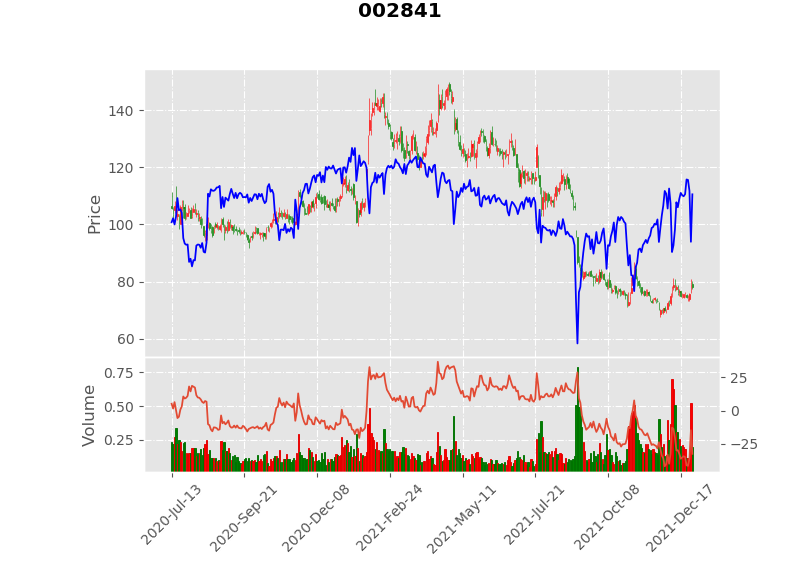 002841
140
120
100
80
60
Price
0.75
0.50
0.25
Volume
25
0
−25
2020-Jul-13
2020-Sep-21
2020-Dec-08
2021-Feb-24
2021-May-11
2021-Jul-21
2021-Oct-08
2021-Dec-17